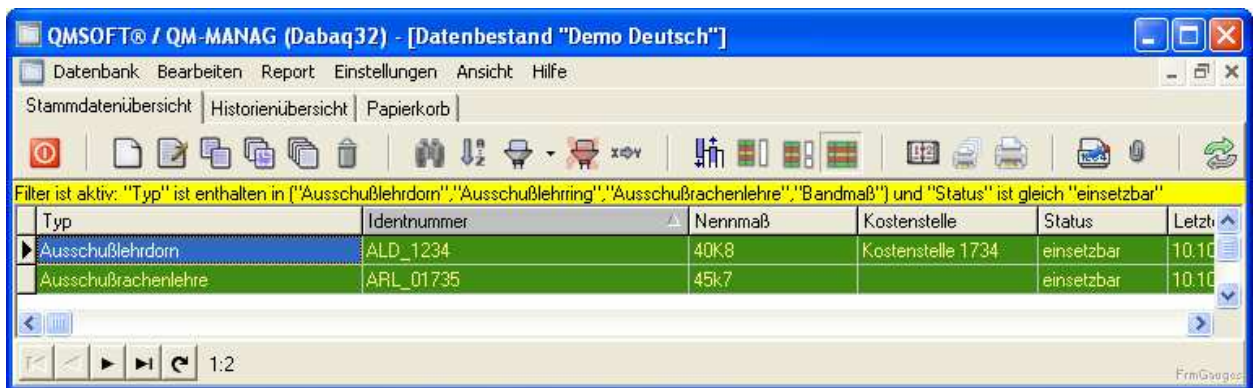 QMSOFT® / QM-MANAG (Dabaq32) - [Datenbestand "Demo Deutsch"]
Datenbank Bearbeiten Report Einstellungen Ansicht Hilfe
Stammdatenübersicht Historienübersicht Papierkorb
Filter ist aktiv: "Typ" ist enthalten in ("Ausschußlehrdorn","Ausschußlehrring","Ausschußrachenlehre","Bandmaß") und "Status" ist gleich "einsetzbar"
Typ Identnummer Nennmaß Kostenstelle Status Letzt
Ausschußlehrdorn ALD_1234 40K8 Kostenstelle 1734 einsetzbar 10.10
Ausschußrachenlehre ARL_01735 45k7 einsetzbar 10.10
1:2
FrmGauges